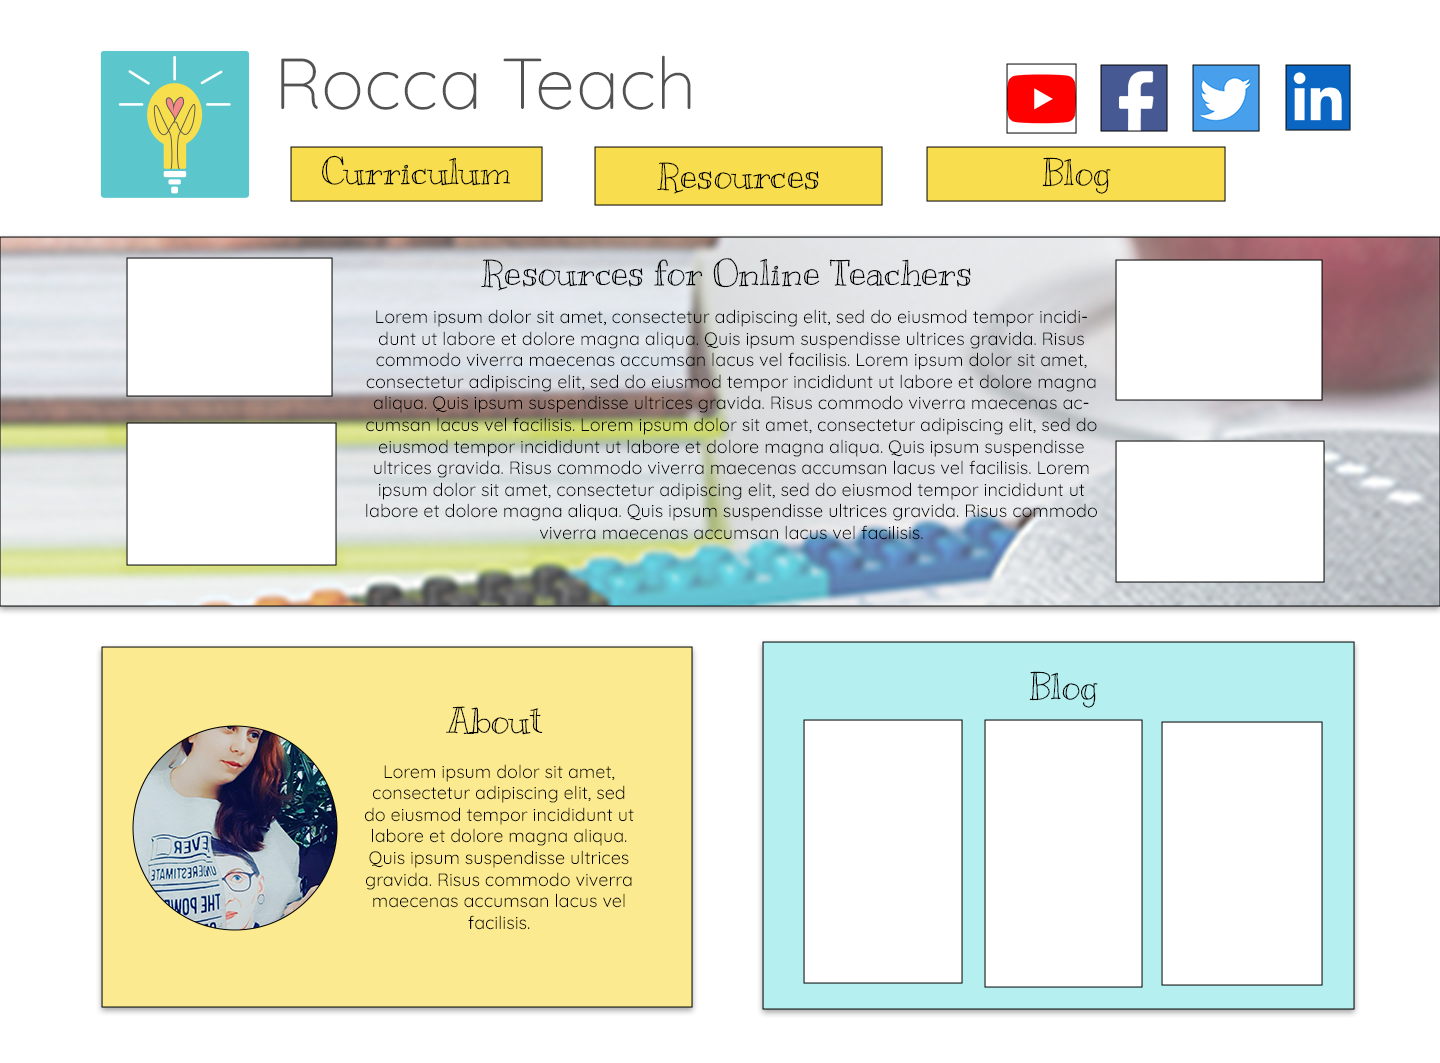 Rocca Teach
in
Curriculum
Resources
Blog
Resources for Online Teachers
Lorem ipsum dolor sit amet, consectetur adipiscing elit, sed do eiusmod tempor incidi-
dunt ut labore et dolore magna aliqua. Quis ipsum suspendisse ultrices gravida. Risus
commodo viverra maecenas accumsan lacus vel facilisis. Lorem ipsum dolor sit amet,
consectetur adipiscing elit, sed do eiusmod tempor incididunt ut labore et dolore magna
aliqua. Quis ipsum suspendisse ultrices gravida. Risus commodo viverra maecenas ac-
cumsan lacus vel facilisis. Lorem ipsum dolor sit amet, consectetur adipiscing elit, sed do
eiusmod tempor incididunt ut labore et dolore magna aliqua. Quis ipsum suspendisse
ultrices gravida. Risus commodo viverra maecenas accumsan lacus vel facilisis. Lorem
ipsum dolor sit amet, consectetur adipiscing elit, sed do eiusmod tempor incididunt ut
labore et dolore magna aliqua. Quis ipsum suspendisse ultrices gravida. Risus commodo
viverra maecenas accumsan lacus vel facilisis.
About
Lorem ipsum dolor sit amet,
consectetur adipiscing elit, sed
do eiusmod tempor incididunt ut
labore et dolore magna aliqua.
Quis ipsum suspendisse ultrices
gravida. Risus commodo viverra
maecenas accumsan lacus vel
facilisis.
EVER
UNDERESTIMATE
THE
Blog